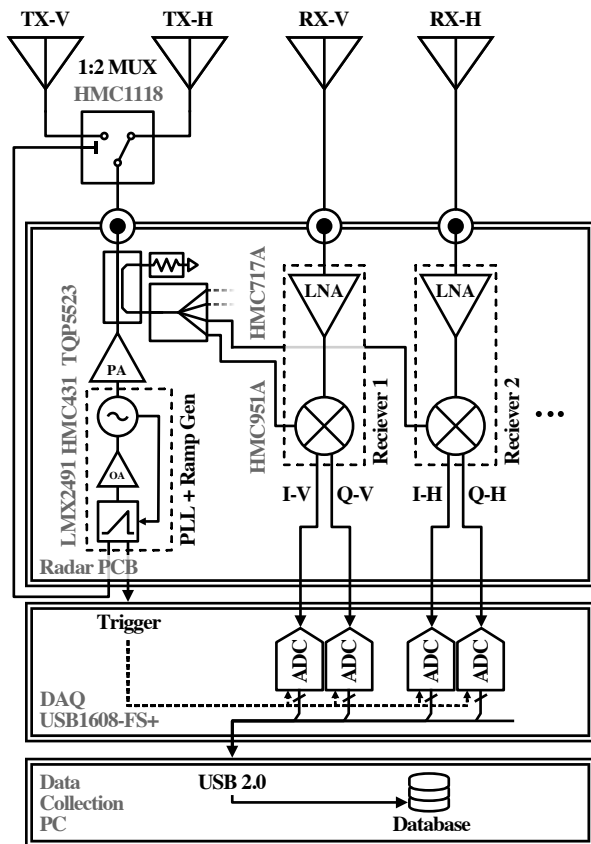 TX-V TX-H RX-V RX-H
1:2 MUX
HMC1118
HMC717A
LNA LNA
TQP5523
PA
HMC951A
Reciever 1
Reciever 2
...
HMC431
LMX2491
OA
PLL + Ramp Gen
I-V Q-V I-H Q-H
Radar PCB
Trigger
ADC ADC ADC ADC
DAQ
USB1608-FS+
Data
Collection
PC
USB 2.0
Database